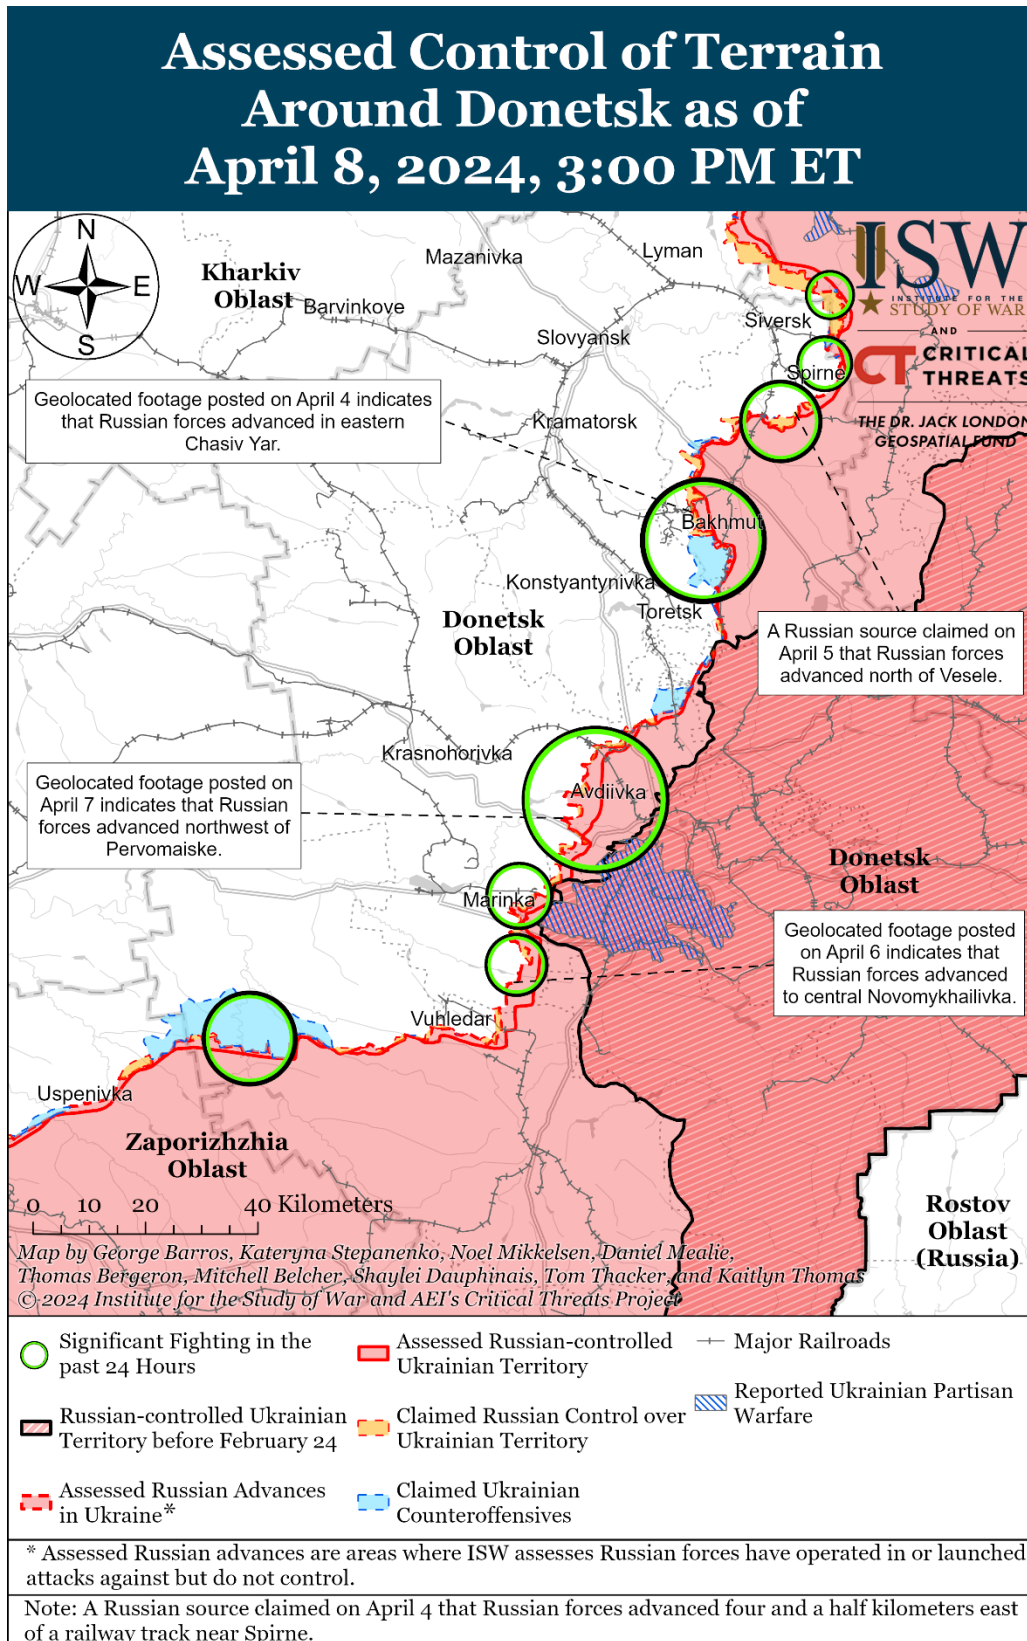 Assessed Control of Terrain
Around Donetsk as of
April 8, 2024, 3:00 PM ET
N
W
E
S
Kharkiv
Oblast
Mazanivka
Lyman
Barvinkove
Slovyansk
Siversk
Spirne
Kramatorsk
ISW
INSTITUTE FOR THE
STUDY OF WAR
AND
CT CRITICAL
THREATS
THE DR. JACK LONDON
GEOSPATIAL FUND
Geolocated footage posted on April 4 indicates
that Russian forces advanced in eastern
Chasiv Yar.
Bakhmut
Konstyantynivka
Toretsk
Donetsk
Oblast
A Russian source claimed on
April 5 that Russian forces
advanced north of Vesele.
Krasnohorivka
Avdiivka
Geolocated footage posted on
April 7 indicates that Russian
forces advanced northwest of
Pervomaiske.
Donetsk
Oblast
Marinka
Geolocated footage posted
on April 6 indicates that
Russian forces advanced
to central Novomykhailivka.
Vuhledar
Uspenivka
Zaporizhzhia
Oblast
Rostov
Oblast
(Russia)
0 10 20 40 Kilometers
Map by George Barros, Kateryna Stepanenko, Noel Mikkelsen, Daniel Mealie,
Thomas Bergeron, Mitchell Belcher, Shaylei Dauphinais, Tom Thacker, and Kaitlyn Thomas
© 2024 Institute for the Study of War and AEI's Critical Threats Project
Significant Fighting in the
past 24 Hours
Russian-controlled Ukrainian
Territory before February 24
Assessed Russian Advances
in Ukraine*
Assessed Russian-controlled
Ukrainian Territory
Claimed Russian Control over
Ukrainian Territory
Claimed Ukrainian
Counteroffensives
Major Railroads
Reported Ukrainian Partisan
Warfare
* Assessed Russian advances are areas where ISW assesses Russian forces have operated in or launched
attacks against but do not control.
Note: A Russian source claimed on April 4 that Russian forces advanced four and a half kilometers east
of a railway track near Spirne.